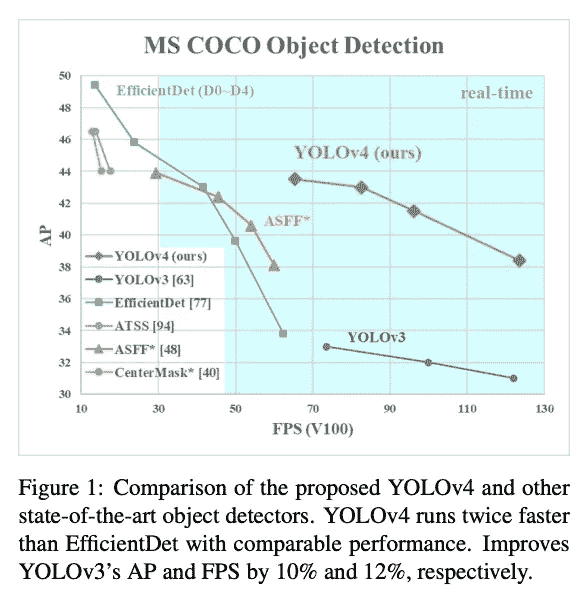 MS COCO Object Detection
50
48
46
44
42
40
38
36
34
32
30
AP
EfficientDet (D0~D4)
real-time
YOLOv4 (ours)
ASFF*
YOLOv3
YOLOv4 (ours)
YOLOv3 [63]
EfficientDet [77]
ATSS [94]
ASFF* [48]
CenterMask* [40]
10 30 50 70 90 110 130
FPS (V100)
Figure 1: Comparison of the proposed YOLOv4 and other
state-of-the-art object detectors. YOLOv4 runs twice faster
than EfficientDet with comparable performance. Improves
YOLOv3's AP and FPS by 10% and 12%, respectively.